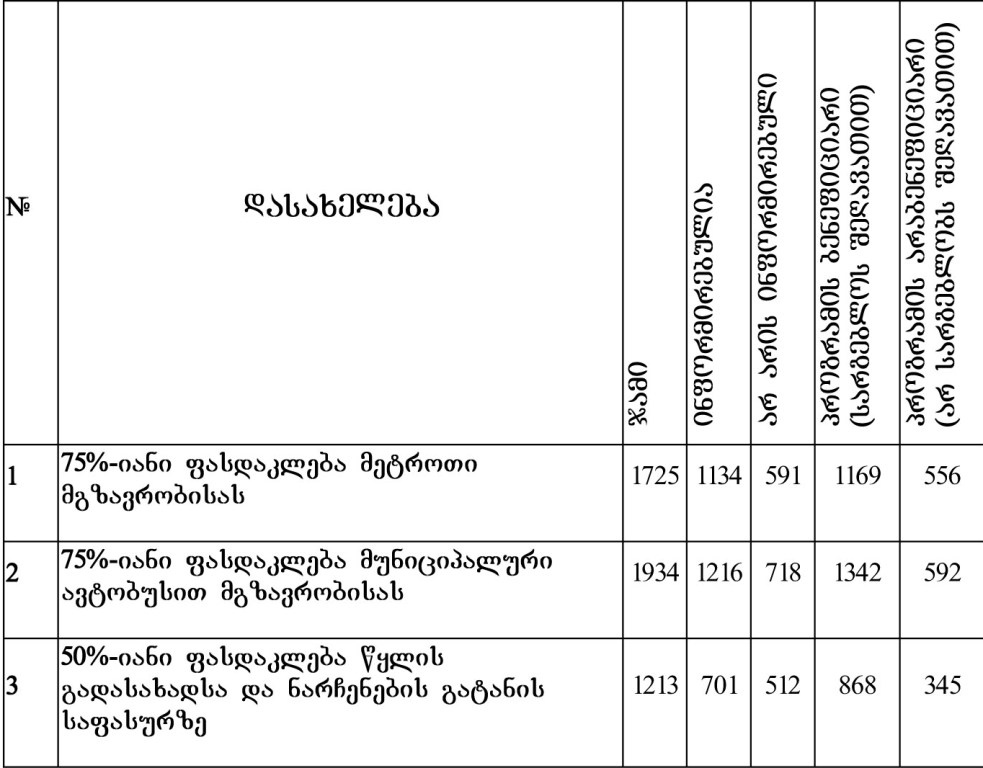 №
დასახელება
ჯამი
ინფორმირებულია
არ არის ინფორმირებული
პროგრამის ბენეფიციარი
(სარგებლობს შეღავათით)
პროგრამის არაბენეფიციარი
(არ სარგებლობს შეღავათით)
1
75%-იანი ფასდაკლება მეტროთი
მგზავრობისას
1725 1134 591 1169 556
2
75%-იანი ფასდაკლება მუნიციპალური
ავტობუსით მგზავრობისას
1934 1216 718 1342 592
3
50%-იანი ფასდაკლება წყლის
გადასახადსა და ნარჩენების გატანის
საფასურზე
1213 701 512 868 345